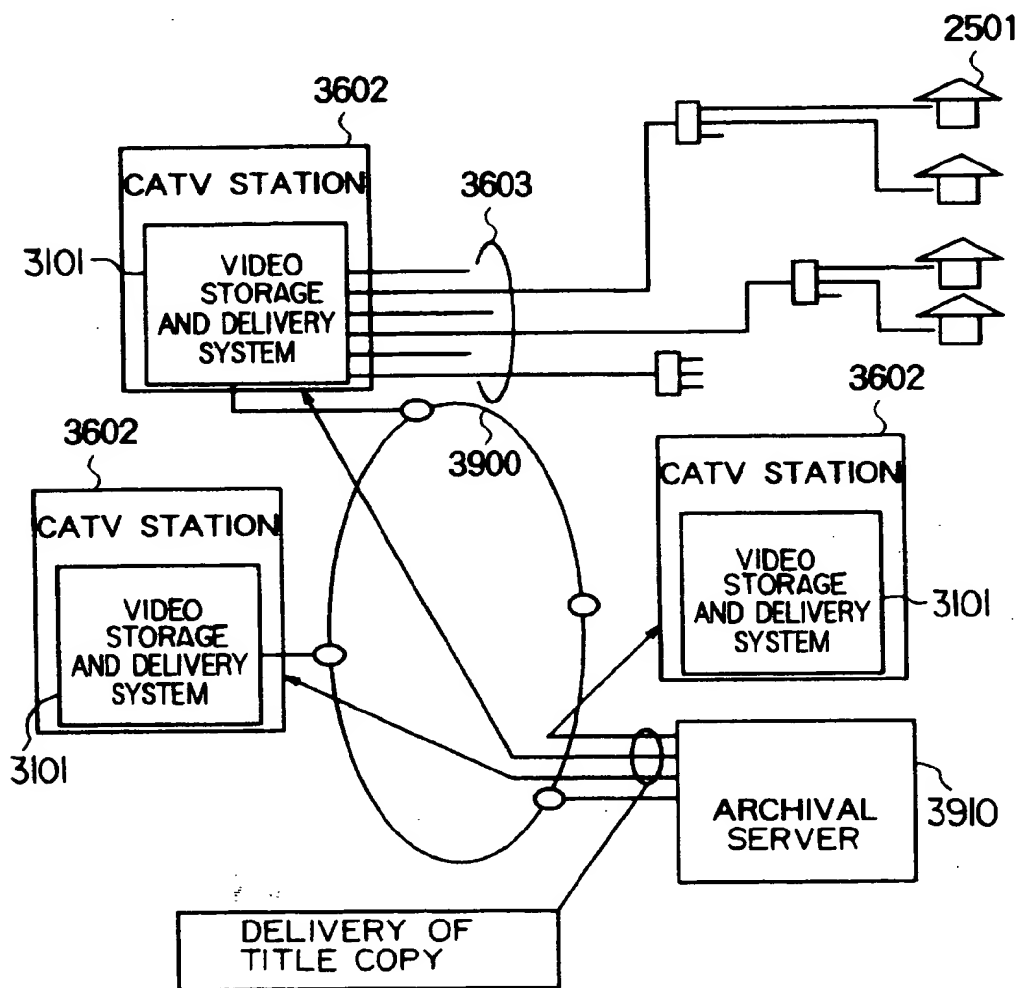 2501
3602
CATV STATION
3603
3101
VIDEO
STORAGE
AND DELIVERY
SYSTEM
3602
3900
3602
CATV STATION
CATV STATION
VIDEO
STORAGE
AND DELIVERY
SYSTEM
3101
VIDEO
STORAGE
AND DELIVERY
SYSTEM
3101
ARCHIVAL
SERVER
3910
DELIVERY OF
TITLE COPY